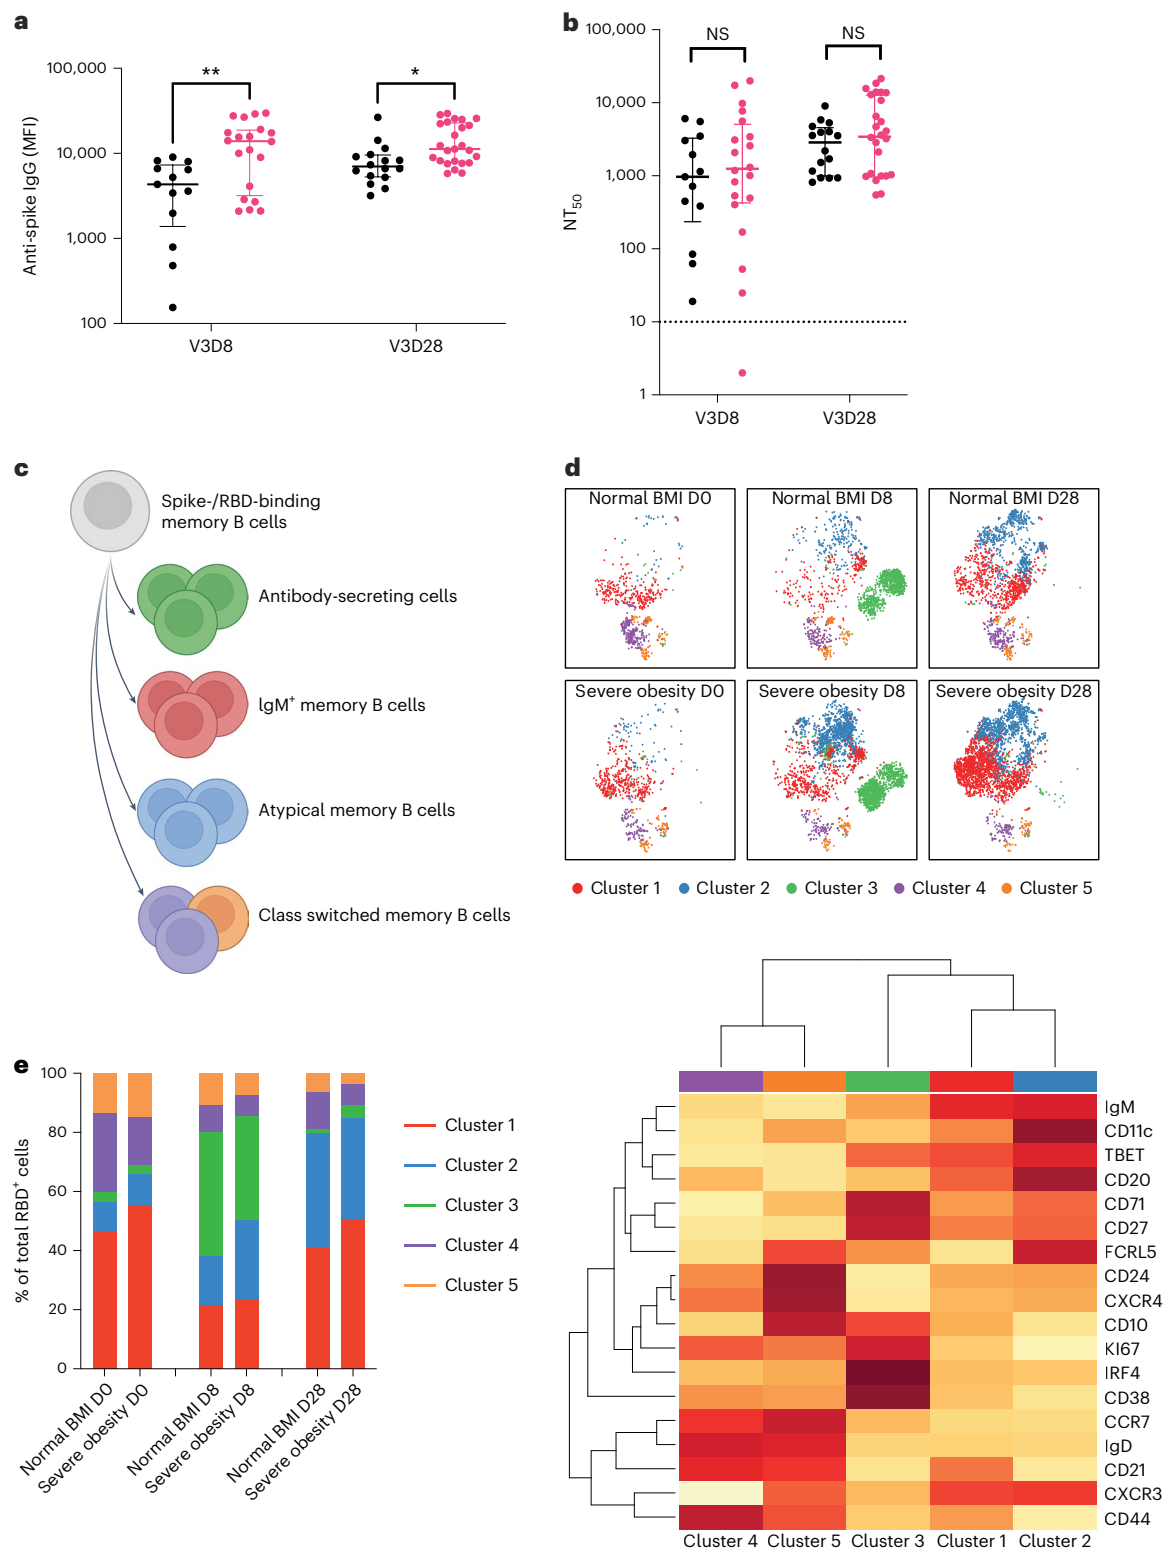 a
100,000
10,000
1,000
100
Anti-spike IgG (MFI)
**
*
V3D8
V3D28
b
100,000
10,000
1,000
100
10
1
NT50
NS
NS
V3D8
V3D28
c
Spike-/RBD-binding
memory B cells
Antibody-secreting cells
IgM+ memory B cells
Atypical memory B cells
Class switched memory B cells
d
Normal BMI D0
Normal BMI D8
Normal BMI D28
Severe obesity D0
Severe obesity D8
Severe obesity D28
Cluster 1
Cluster 2
Cluster 3
Cluster 4
Cluster 5
IgM
CD11c
TBET
CD20
CD71
CD27
FCRL5
CD24
CXCR4
CD10
KI67
IRF4
CD38
CCR7
IgD
CD21
CXCR3
CD44
Cluster 4
Cluster 5
Cluster 3
Cluster 1
Cluster 2
e
100
80
60
40
20
0
% of total RBD+ cells
Normal BMI D0
Severe obesity D0
Normal BMI D8
Severe obesity D8
Normal BMI D28
Severe obesity D28
Cluster 1
Cluster 2
Cluster 3
Cluster 4
Cluster 5